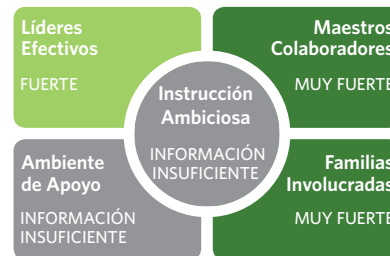 Líderes
Efectivos
FUERTE
Maestros
Colaboradores
MUY FUERTE
Instrucción
Ambiciosa
INFORMACIÓN
INSUFICIENTE
Ambiente
de Apoyo
INFORMACIÓN
INSUFICIENTE
Familias
Involucradas
MUY FUERTE